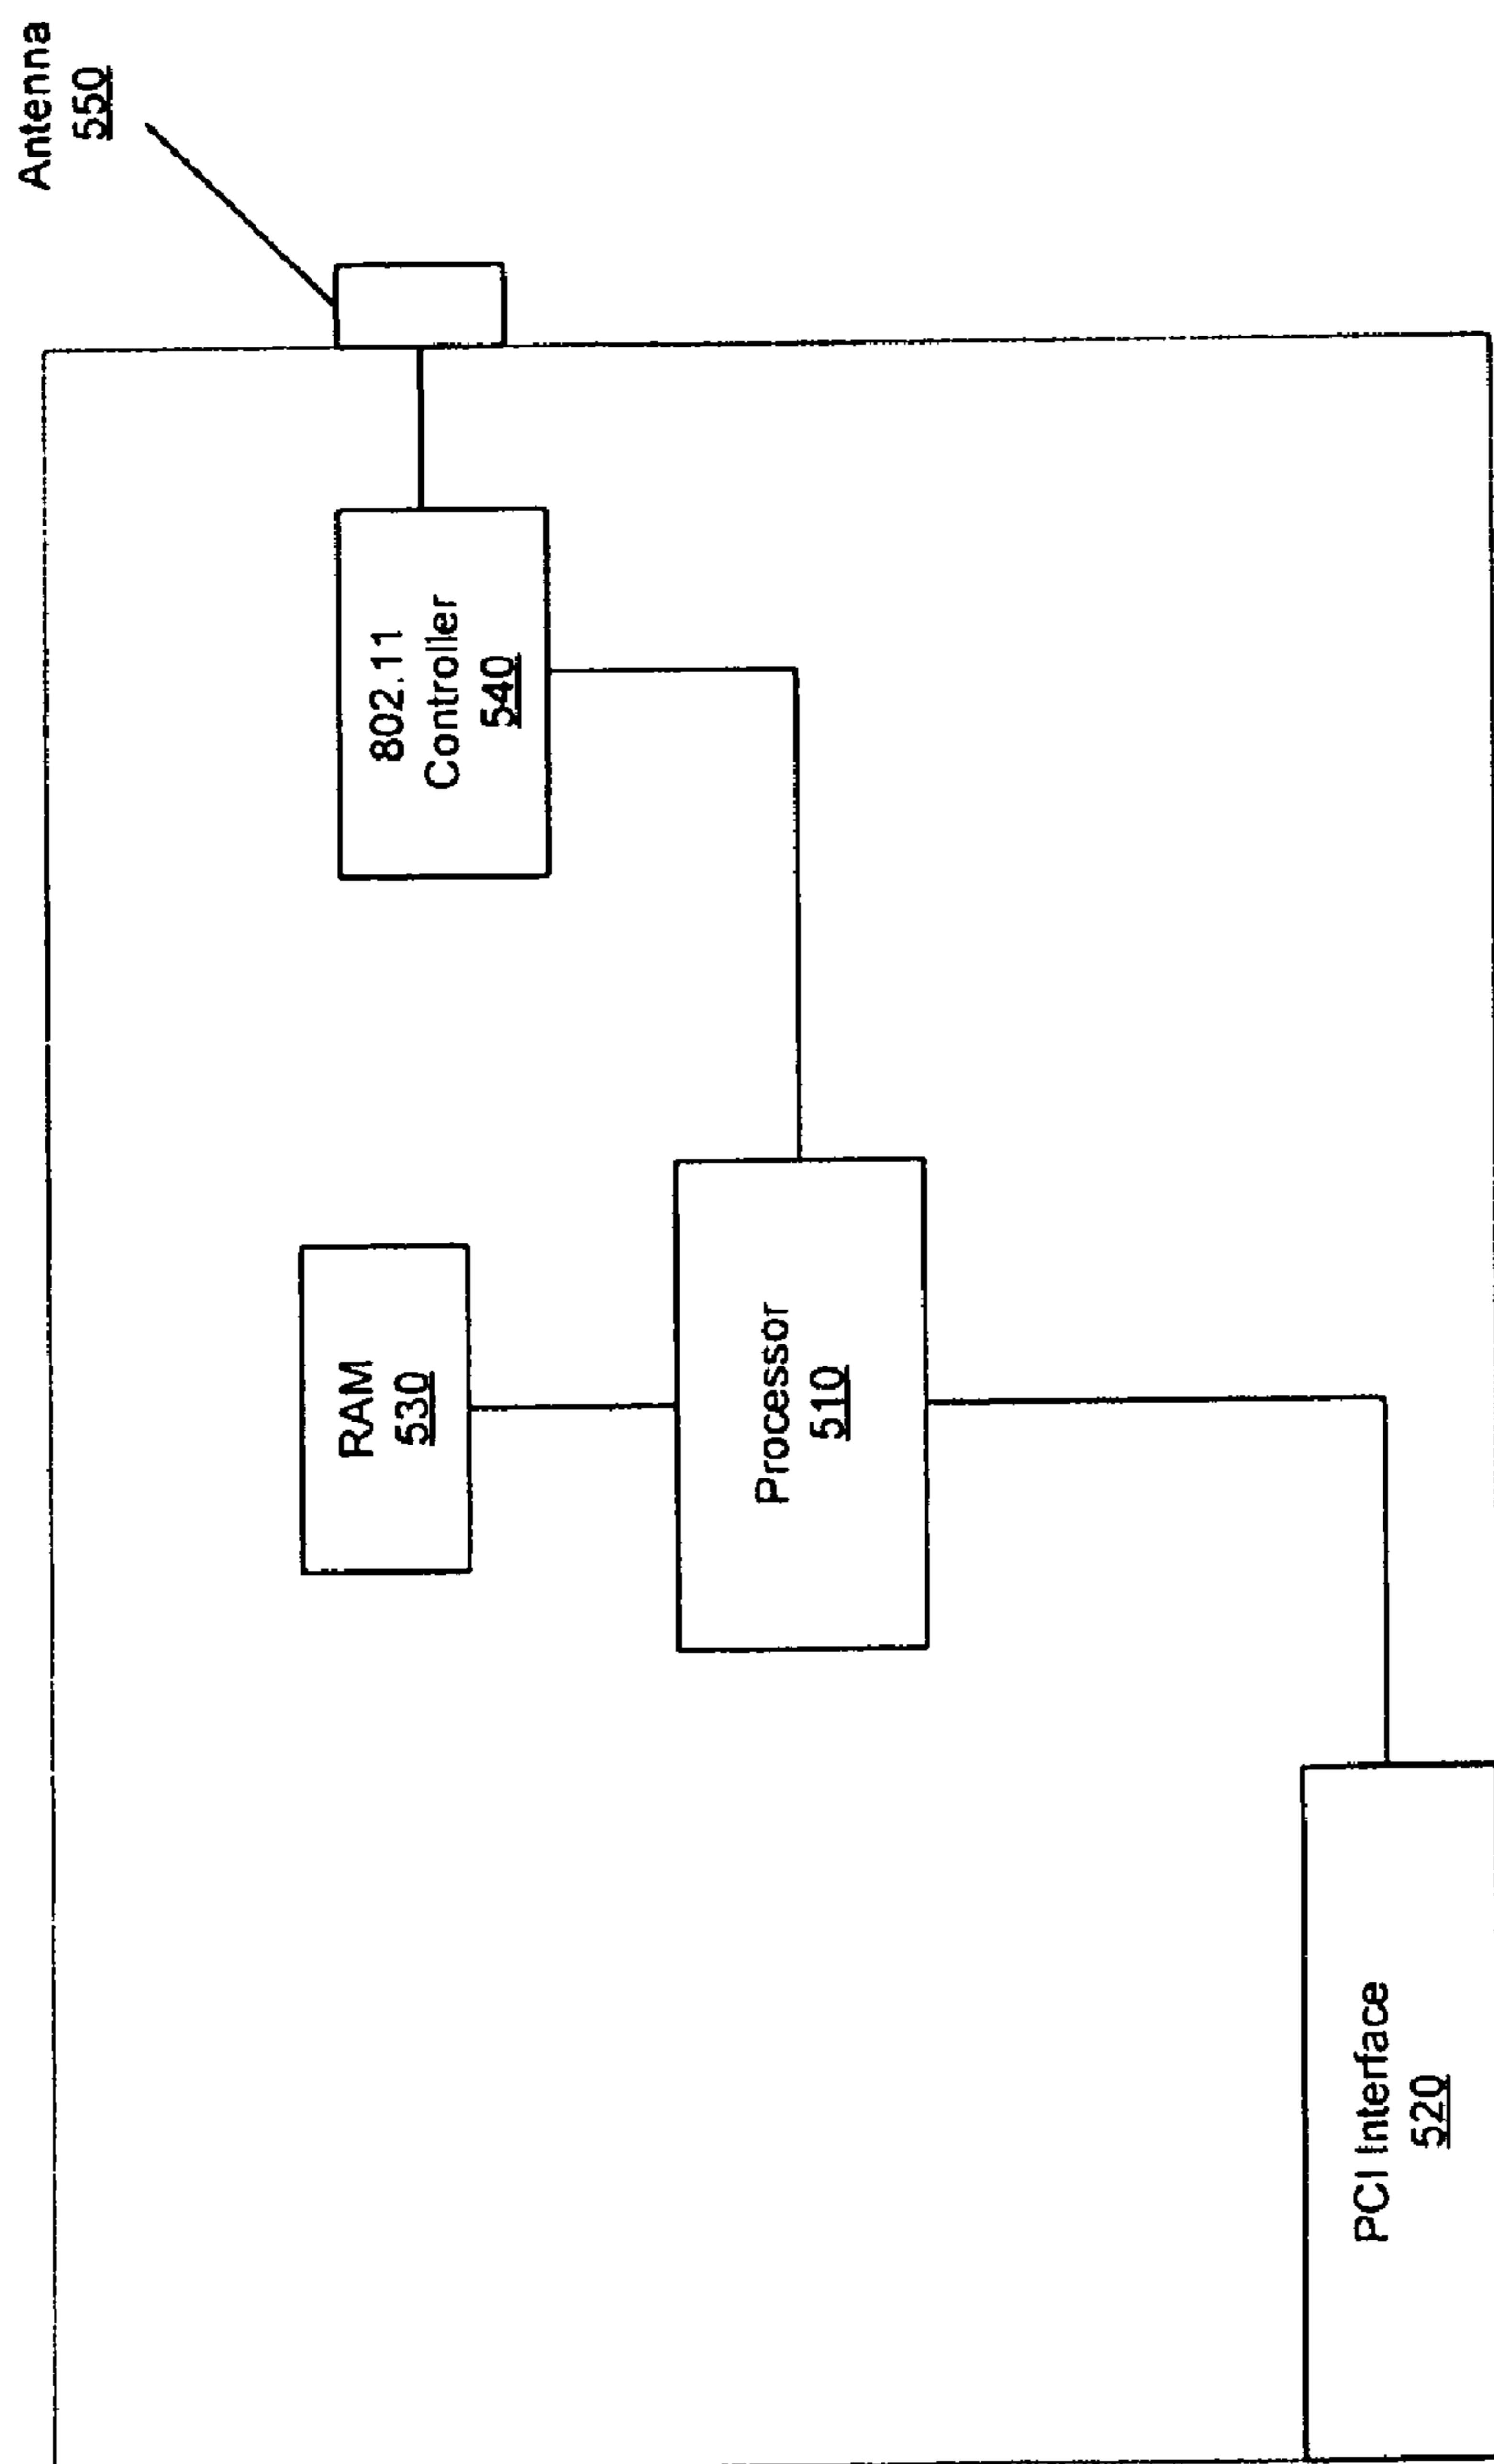 Antenna
550
802.11
Controller
540
RAM
530
Processor
510
PCI Interface
520